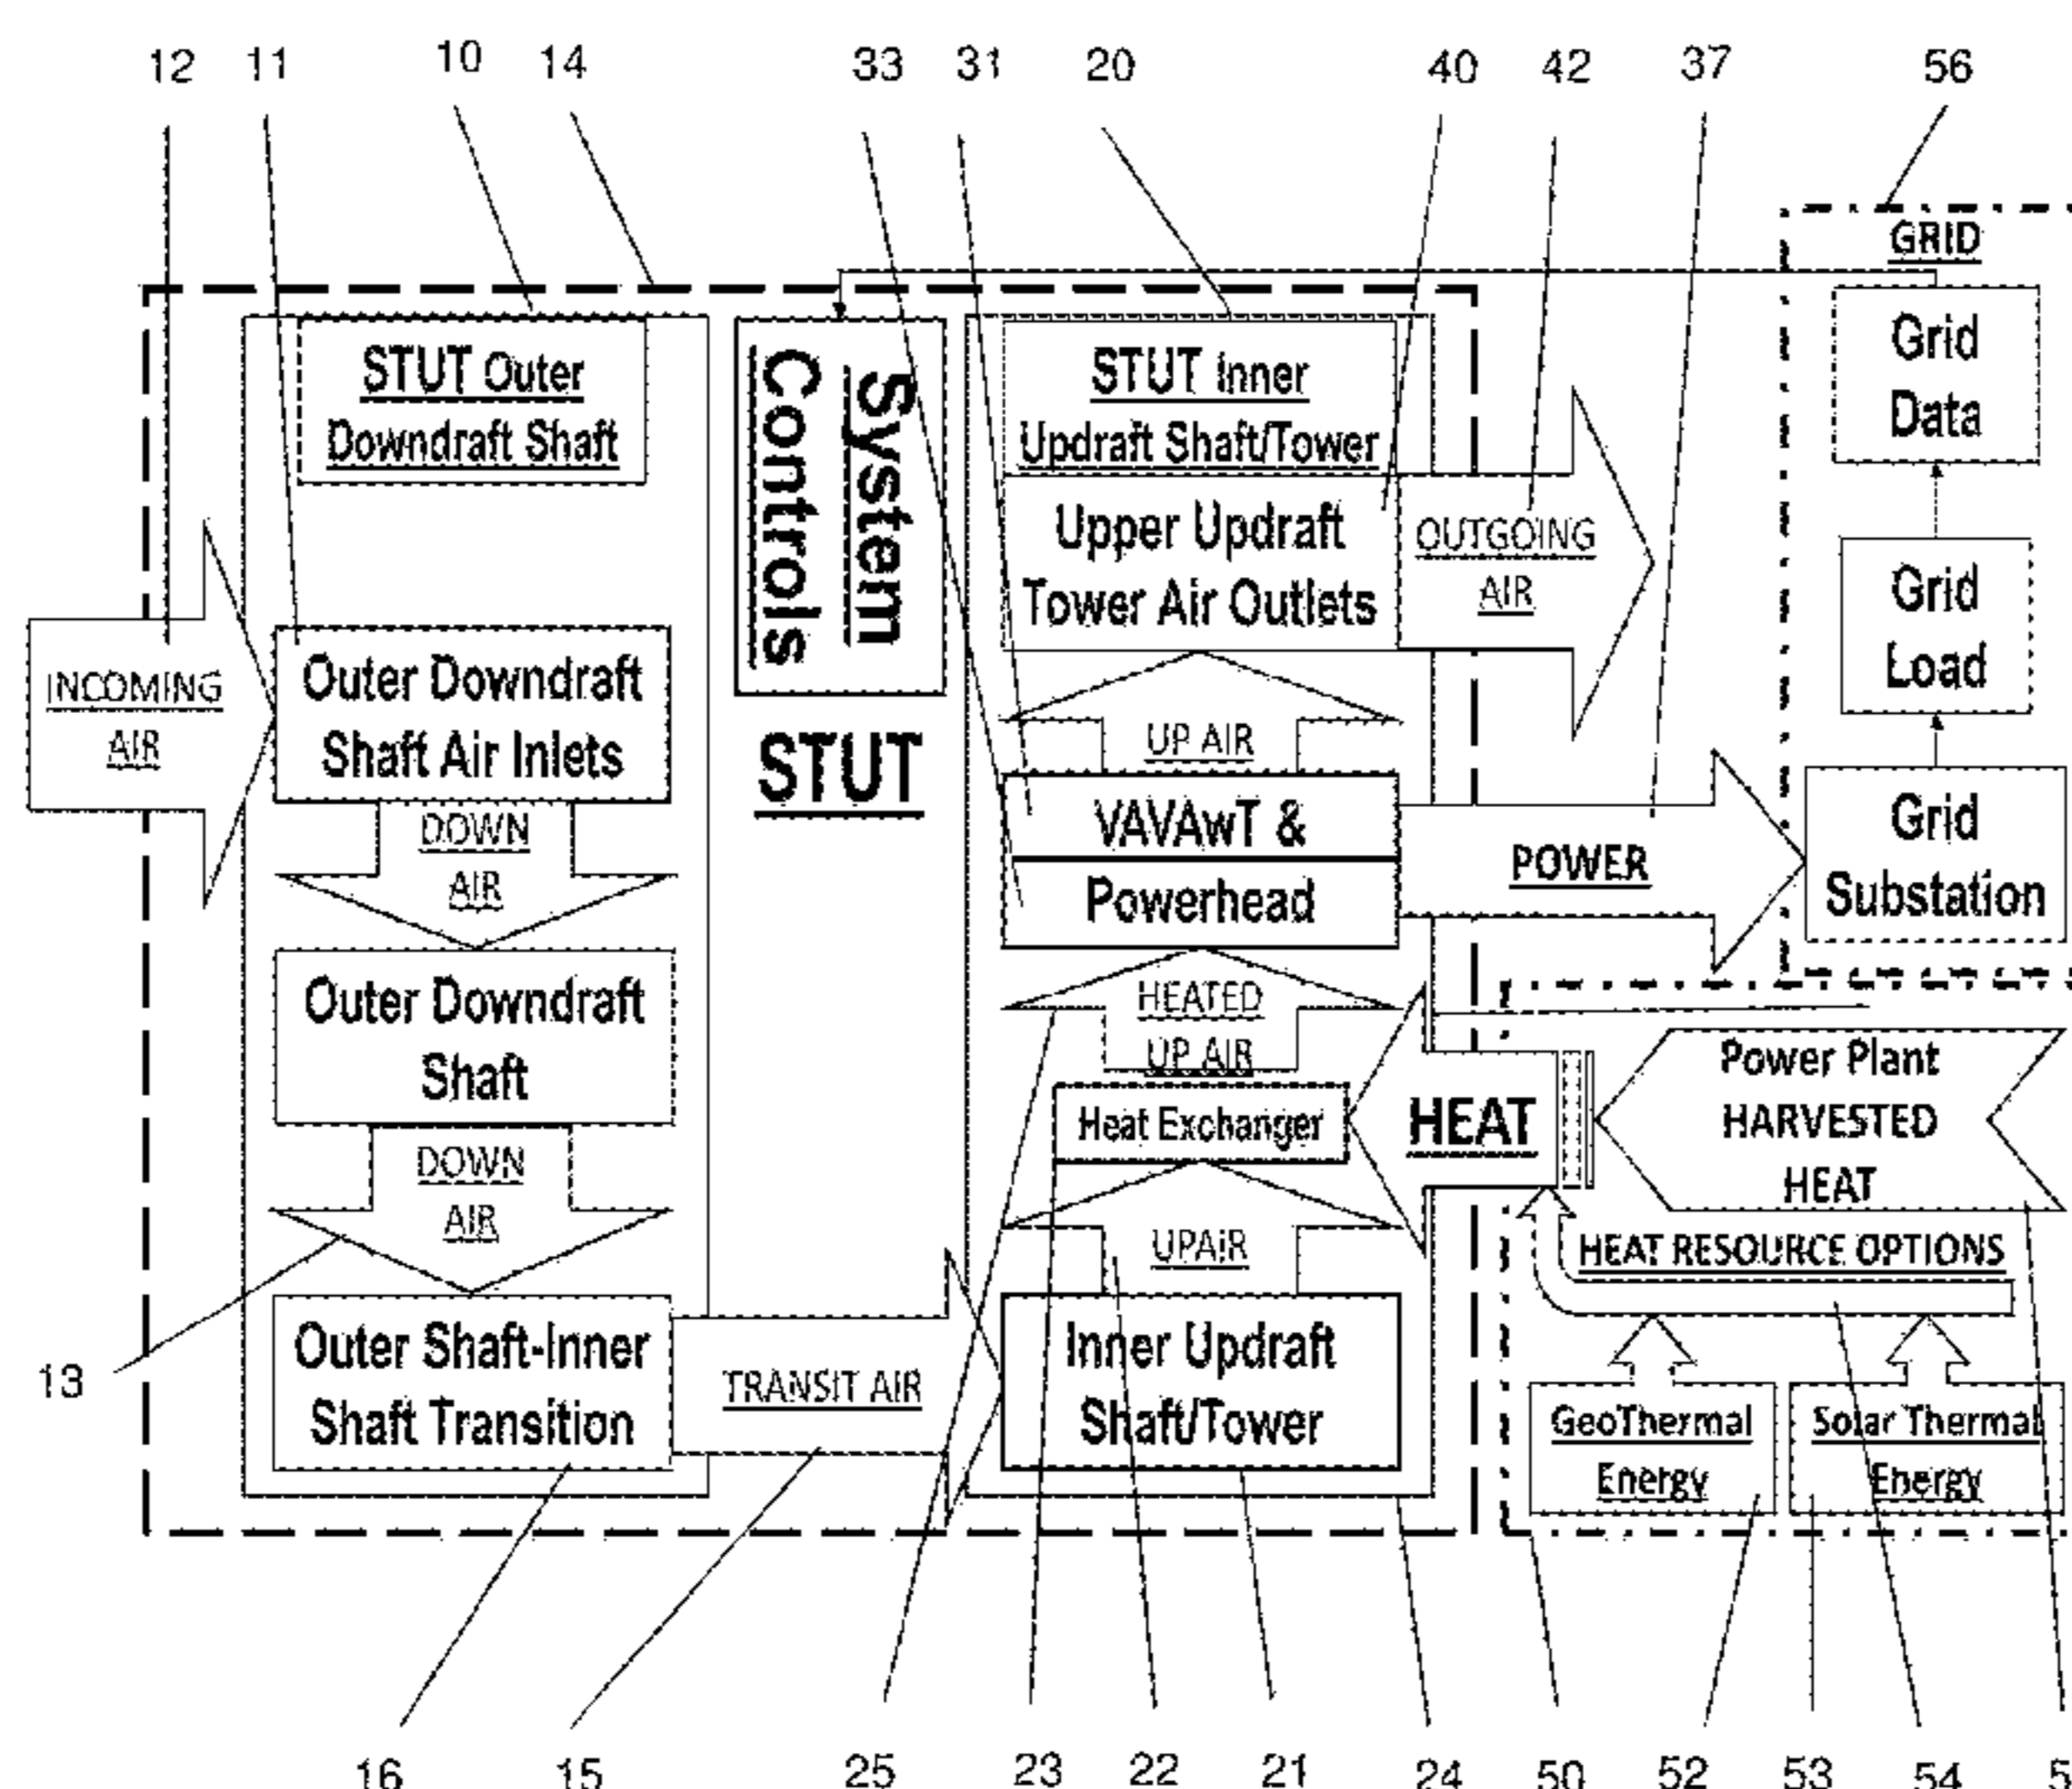 12 11 10 14 33 31 20 40 42 37 56
GRID
STUT Outer
Downdraft Shaft
System
Controls
STUT Inner
Updraft Shaft/Tower
Grid
Data
Upper Updraft
Tower Air Outlets
OUTGOING
AIR
Grid
Load
INCOMING
AIR
Outer Downdraft
Shaft Air Inlets
STUT
UP AIR
DOWN
AIR
VAVAwT &
Powerhead
POWER
Grid
Substation
Outer Downdraft
Shaft
HEATED
UP AIR
Heat Exchanger
HEAT
Power Plant
HARVESTED
HEAT
DOWN
AIR
UPAIR
HEAT RESOURCE OPTIONS
13
Outer Shaft-Inner
Shaft Transition
TRANSIT AIR
Inner Updraft
Shaft/Tower
GeoThermal
Energy
Solar Thermal
Energy
16 15 25 23 22 21 24 50 52 53 54